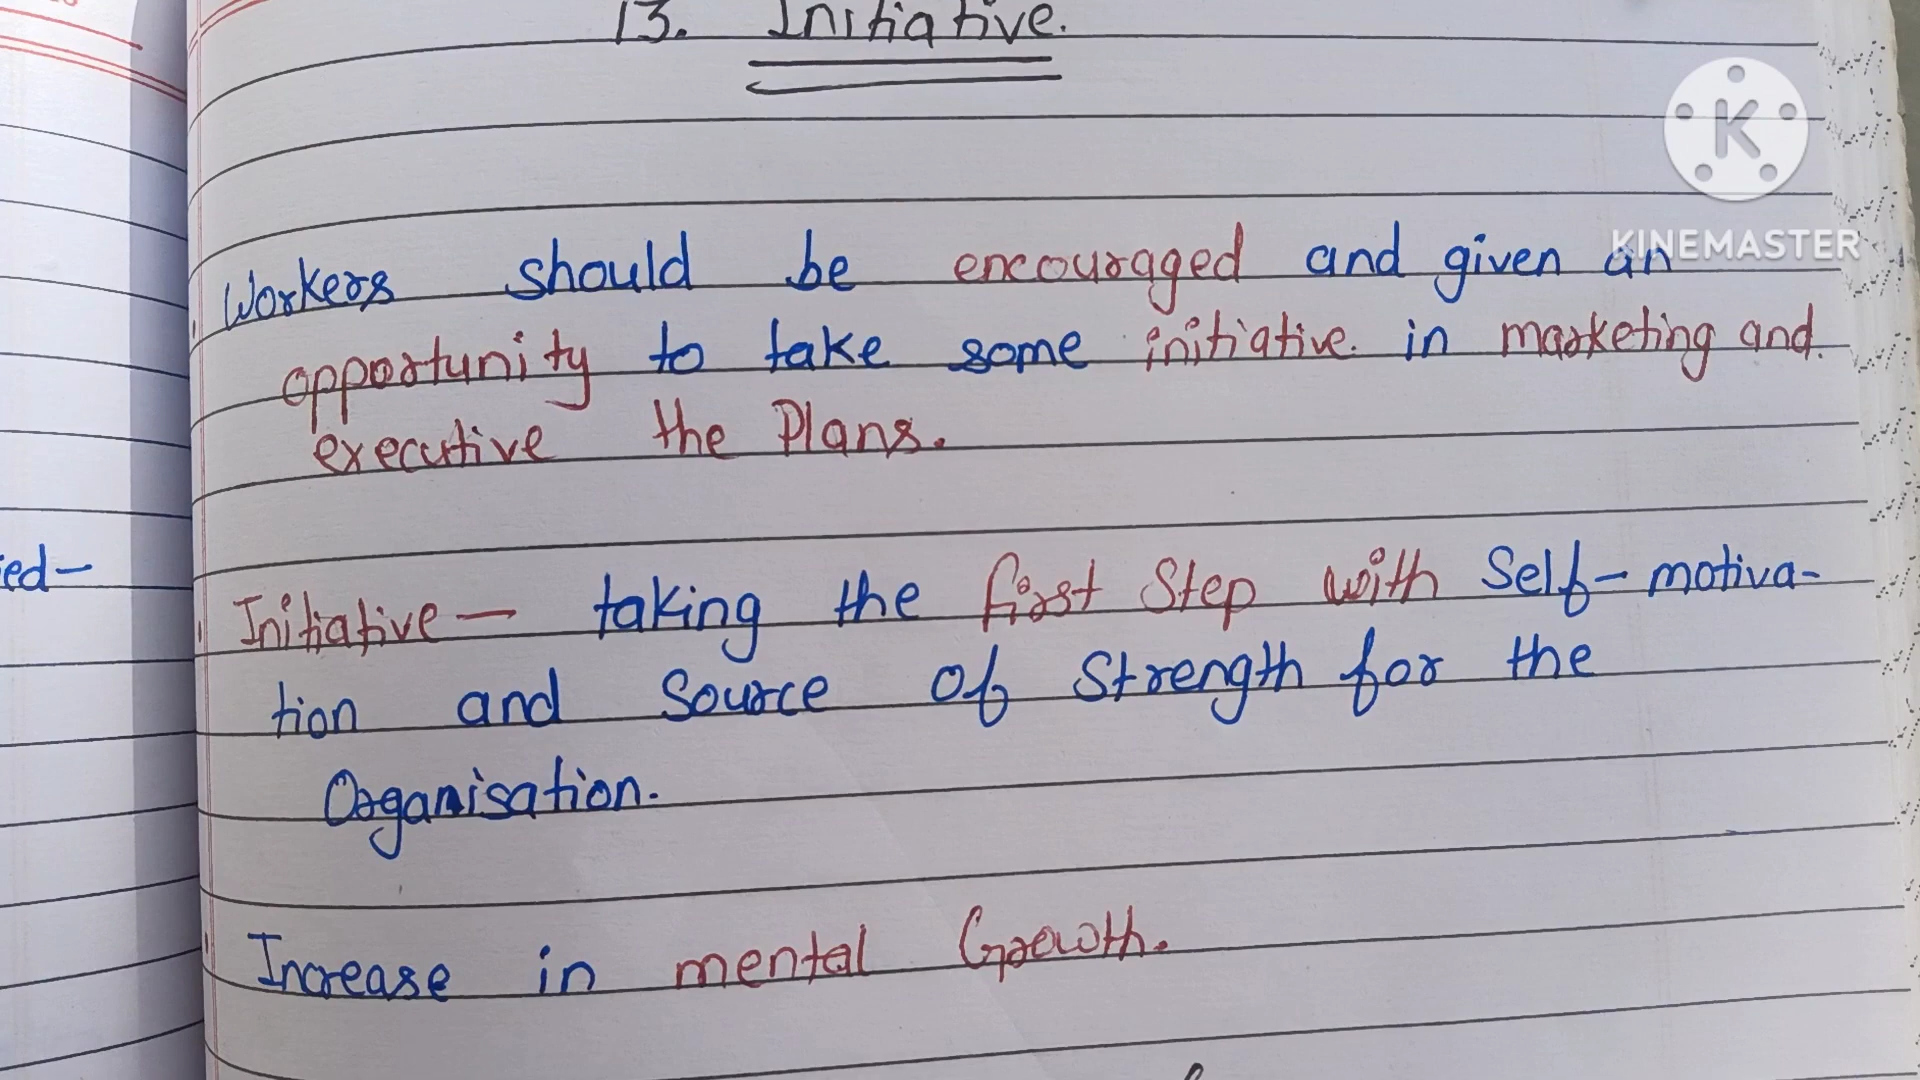 13. Initiative.
KINEMASTER
Workers should be encouraged and given an
opportunity to take some initiative. in marketing and.
executive the Plans.
ied-
Initiative - taking the first Step with Self-motiva-
tion and Source of Strength for the
Organisation.
Increase in mental Growth.